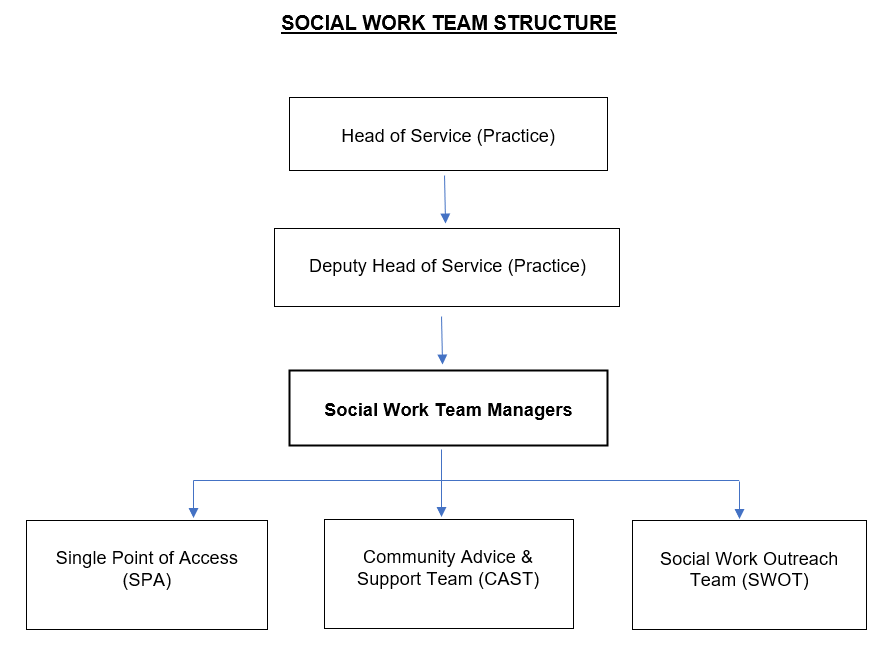 SOCIAL WORK TEAM STRUCTURE
Head of Service (Practice)
Deputy Head of Service (Practice)
Social Work Team Managers
Single Point of Access
(SPA)
Community Advice &
Support Team (CAST)
Social Work Outreach
Team (SWOT)